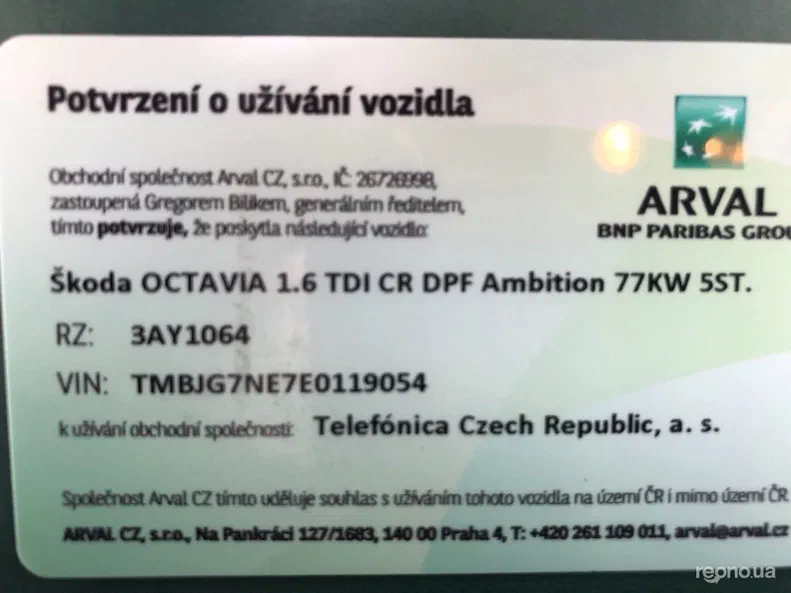 Potvrzení o užívání vozidla
Obchodní společnost Arval CZ, s.r.o., IČ: 26726998,
zastoupená Gregorem Bilikem, generálním ředitelem,
tímto potvrzuje, že poskytla následující vozidlo:
ARVAL
BNP PARIBAS GROU
Škoda OCTAVIA 1.6 TDI CR DPF Ambition 77KW 5ST.
RZ: 3AY1064
VIN: TMBJG7NE7E0119054
k užívání obchodní společnosti: Telefónica Czech Republic, a. s.
Společnost Arval CZ tímto uděluje souhlas s užíváním tohoto vozidla na území ČR i mimo území ČR
ARVAL CZ, s.r.o., Na Pankráci 127/1683, 140 00 Praha 4, T: +420 261 109 011, arval@arval.cz
repno.ua